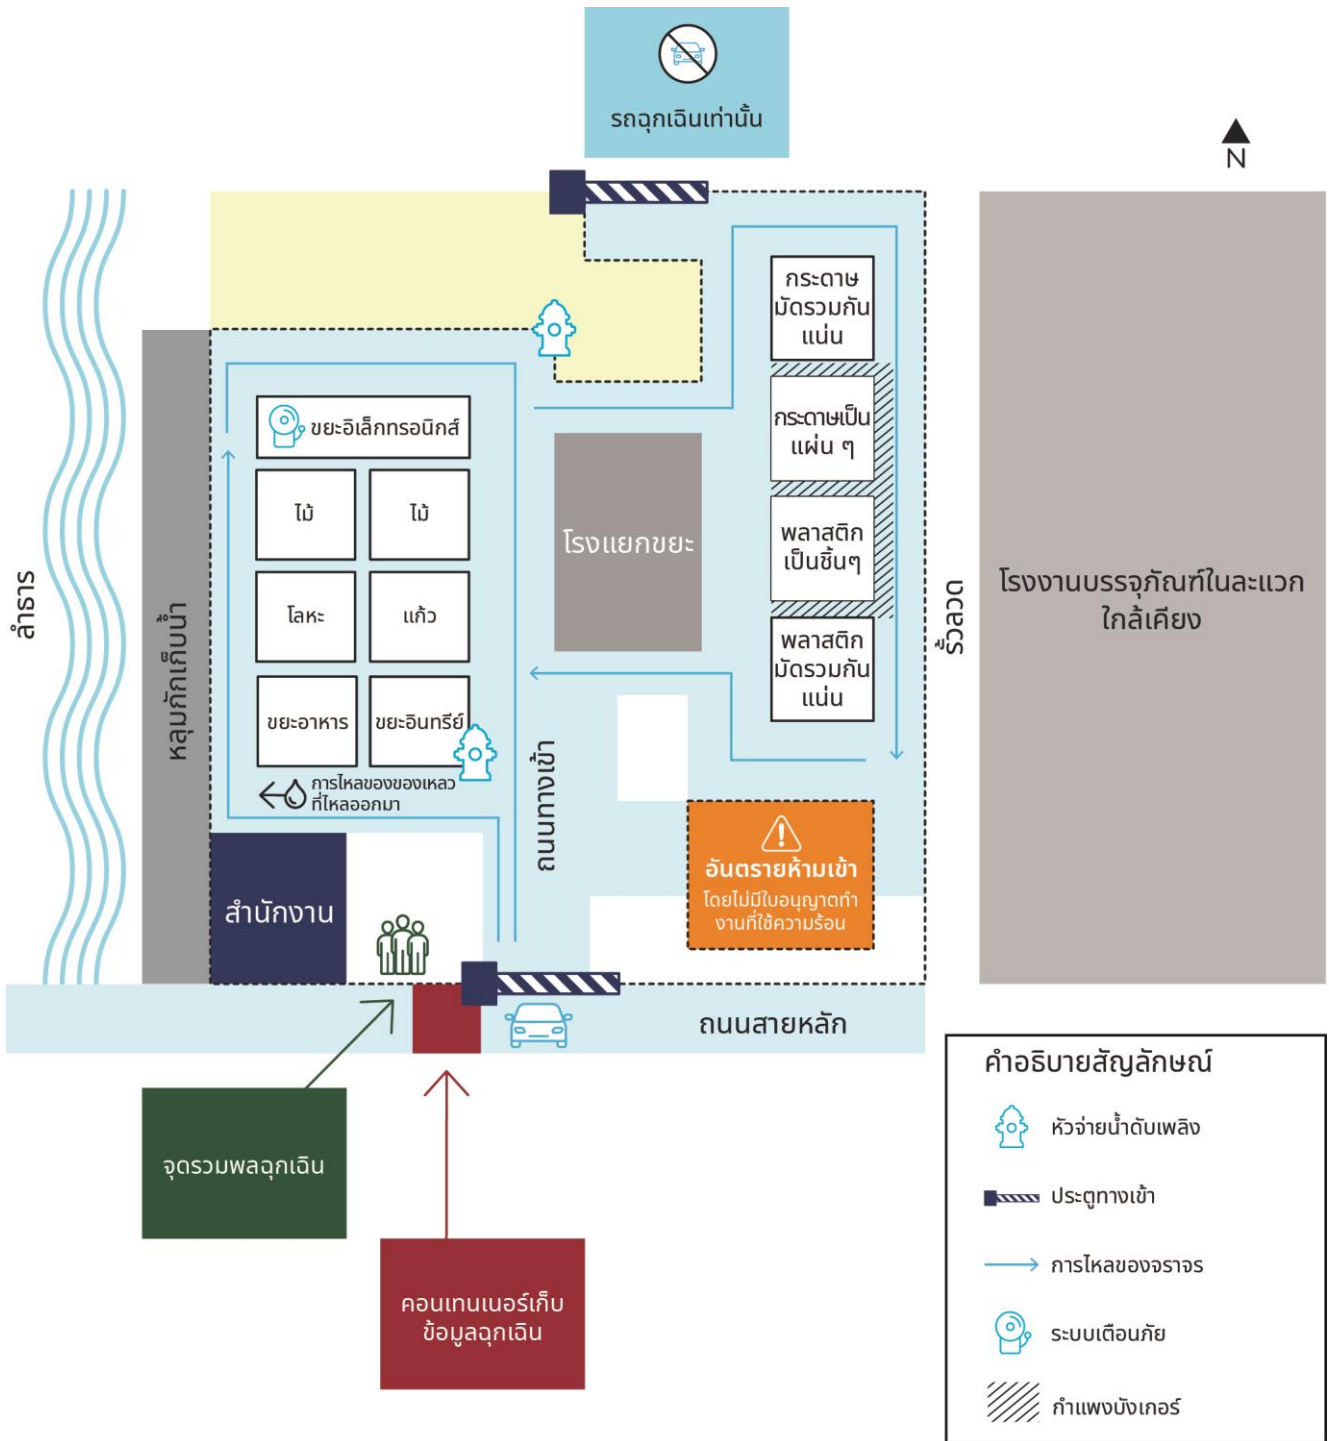 รถฉุกเฉินเท่านั้น
N
กระดาษ
มัดรวมกัน
แน่น
กระดาษเป็น
แผ่น ๆ
พลาสติก
เป็นชิ้นๆ
พลาสติก
มัดรวมกัน
แน่น
ขยะอิเล็กทรอนิกส์
ไม้
ไม้
โลหะ
แก้ว
ขยะอาหาร
ขยะอินทรีย์
การไหลของของเหลว
ที่ไหลออกมา
โรงแยกขยะ
ลำธาร
หลุมกักเก็บน้ำ
ถนนทางเข้า
รั้วลวด
โรงงานบรรจุภัณฑ์ในละแวก
ใกล้เคียง
สำนักงาน
อันตรายห้ามเข้า
โดยไม่มีใบอนุญาตทำ
งานที่ใช้ความร้อน
ถนนสายหลัก
จุดรวมพลฉุกเฉิน
คอนเทนเนอร์เก็บ
ข้อมูลฉุกเฉิน
คำอธิบายสัญลักษณ์
หัวจ่ายน้ำดับเพลิง
ประตูทางเข้า
การไหลของจราจร
ระบบเตือนภัย
กำแพงบังเกอร์